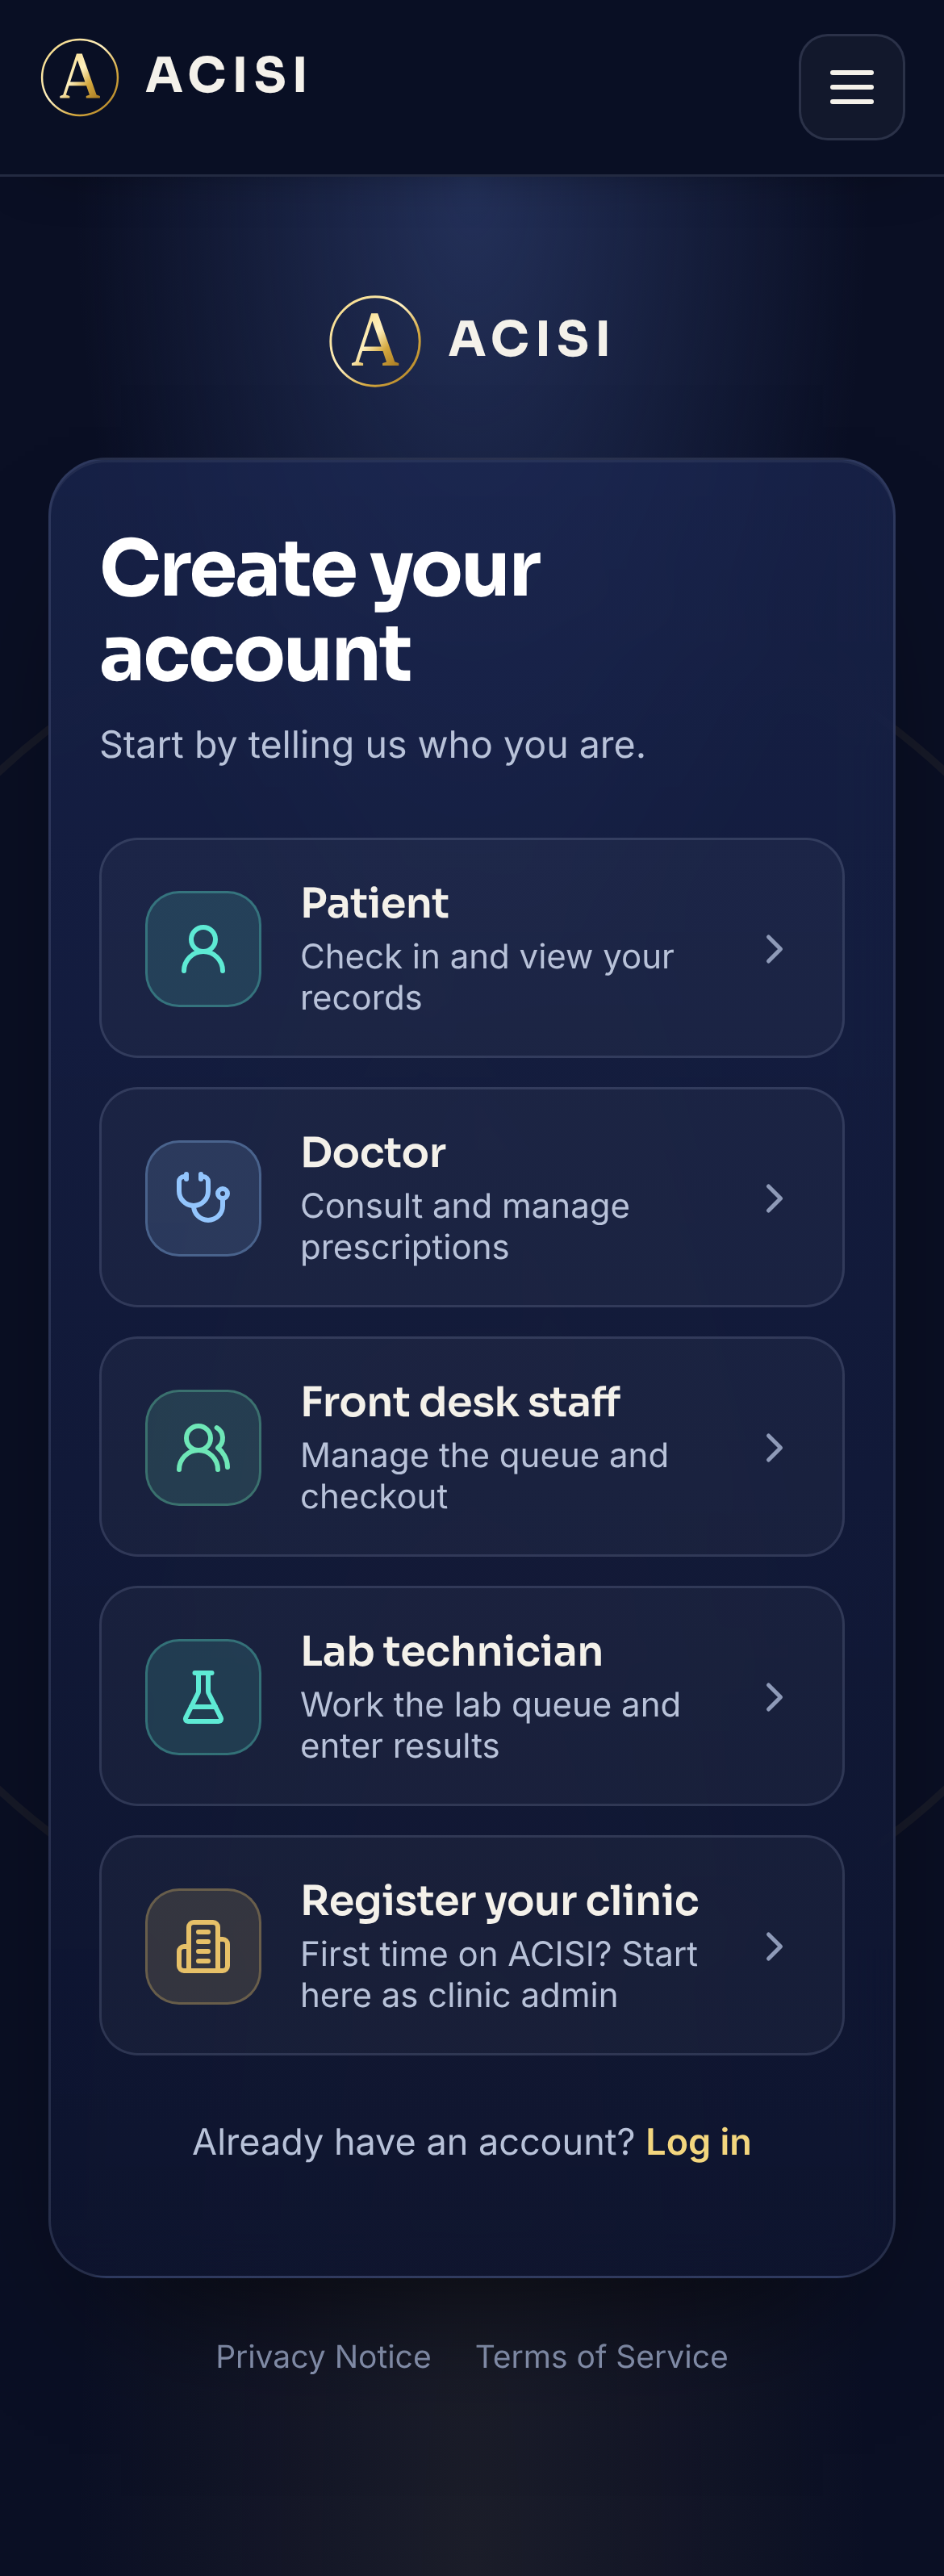 A ACISI
A ACISI
Create your
account
Start by telling us who you are.
Patient
Check in and view your
records
Doctor
Consult and manage
prescriptions
Front desk staff
Manage the queue and
checkout
Lab technician
Work the lab queue and
enter results
Register your clinic
First time on ACISI? Start
here as clinic admin
Already have an account? Log in
Privacy Notice Terms of Service